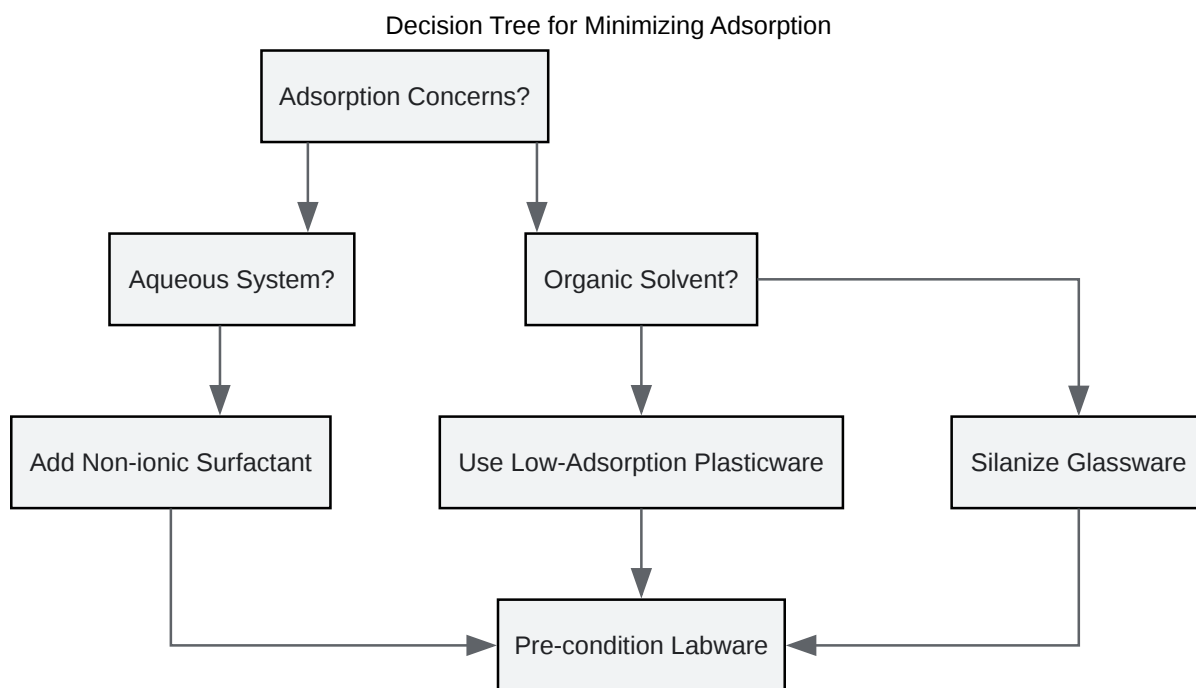 Decision Tree for Minimizing Adsorption
Adsorption Concerns?
Aqueous System?
Organic Solvent?
Add Non-ionic Surfactant
Use Low-Adsorption Plasticware
Silanize Glassware
Pre-condition Labware